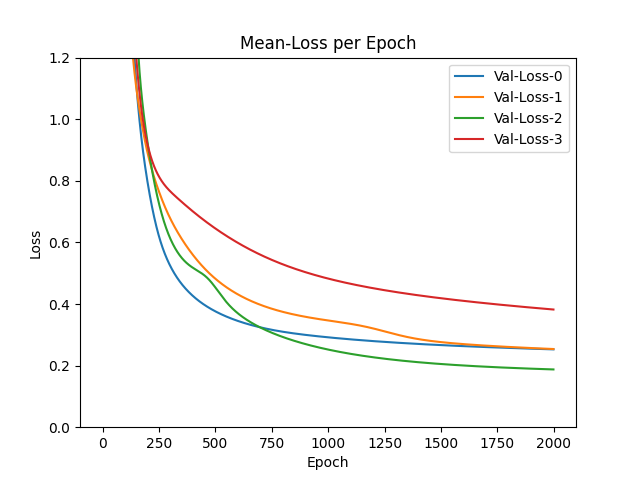 Mean-Loss per Epoch
1.2
1.0
0.8
0.6
0.4
0.2
0.0
Loss
Val-Loss-0
Val-Loss-1
Val-Loss-2
Val-Loss-3
0 250 500 750 1000 1250 1500 1750 2000
Epoch